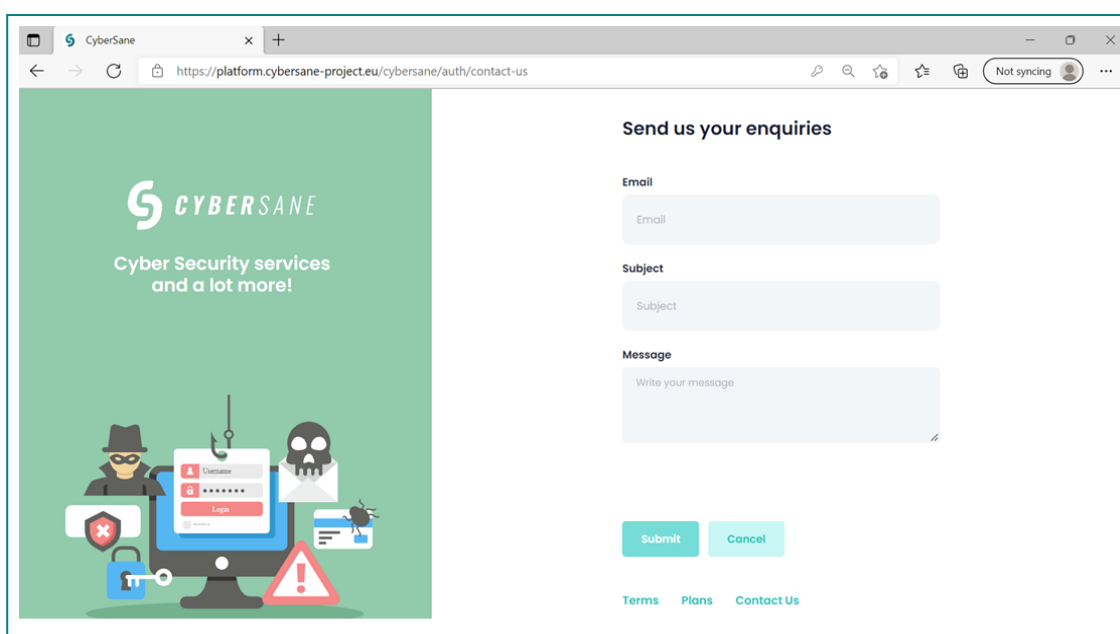 CyberSane
https://platform.cybersane-project.eu/cybersane/auth/contact-us
Not syncing
CYBERSANE
Cyber Security services
and a lot more!
Username
Login
Send us your enquiries
Email
Email
Subject
Subject
Message
Write your message
Submit Cancel
Terms Plans Contact Us